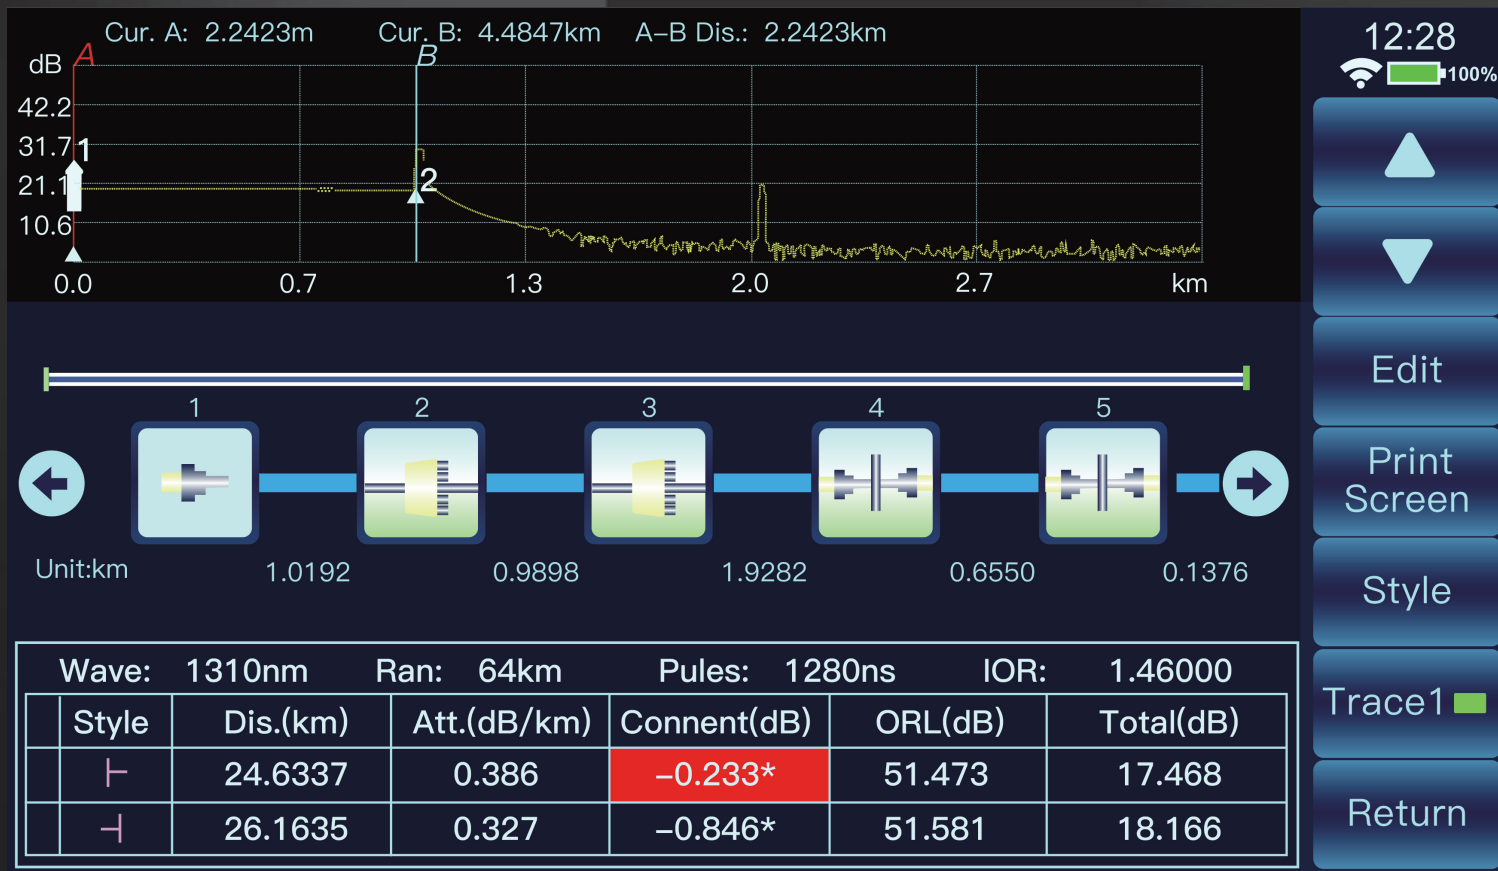 Cur. A: 2.2423m Cur. B: 4.4847km A-B Dis.: 2.2423km
12:28
100%
dB A B
42.2
31.7 1
21.1 2
10.6
0.0 0.7 1.3 2.0 2.7 km
Edit
Print
Screen
Style
Trace1
Return
1 2 3 4 5
Unit:km 1.0192 0.9898 1.9282 0.6550 0.1376
Wave: 1310nm Ran: 64km Pules: 1280ns IOR: 1.46000
Style Dis.(km) Att.(dB/km) Connent(dB) ORL(dB) Total(dB)
24.6337 0.386 -0.233* 51.473 17.468
26.1635 0.327 -0.846* 51.581 18.166